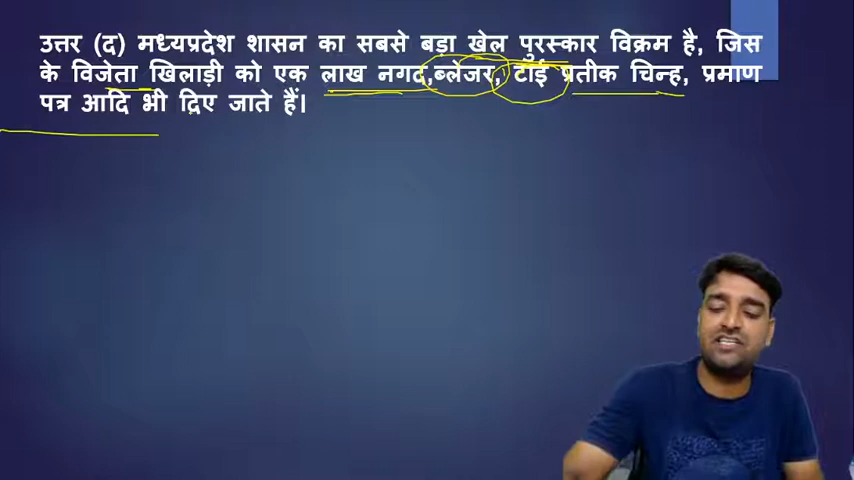 उत्तर (द) मध्यप्रदेश शासन का सबसे बड़ा खेल पुरस्कार विक्रम है, जिस
के विजेता खिलाड़ी को एक लाख नगद,ब्लेजर, टाई प्रतीक चिन्ह, प्रमाण
पत्र आदि भी दिए जाते हैं।